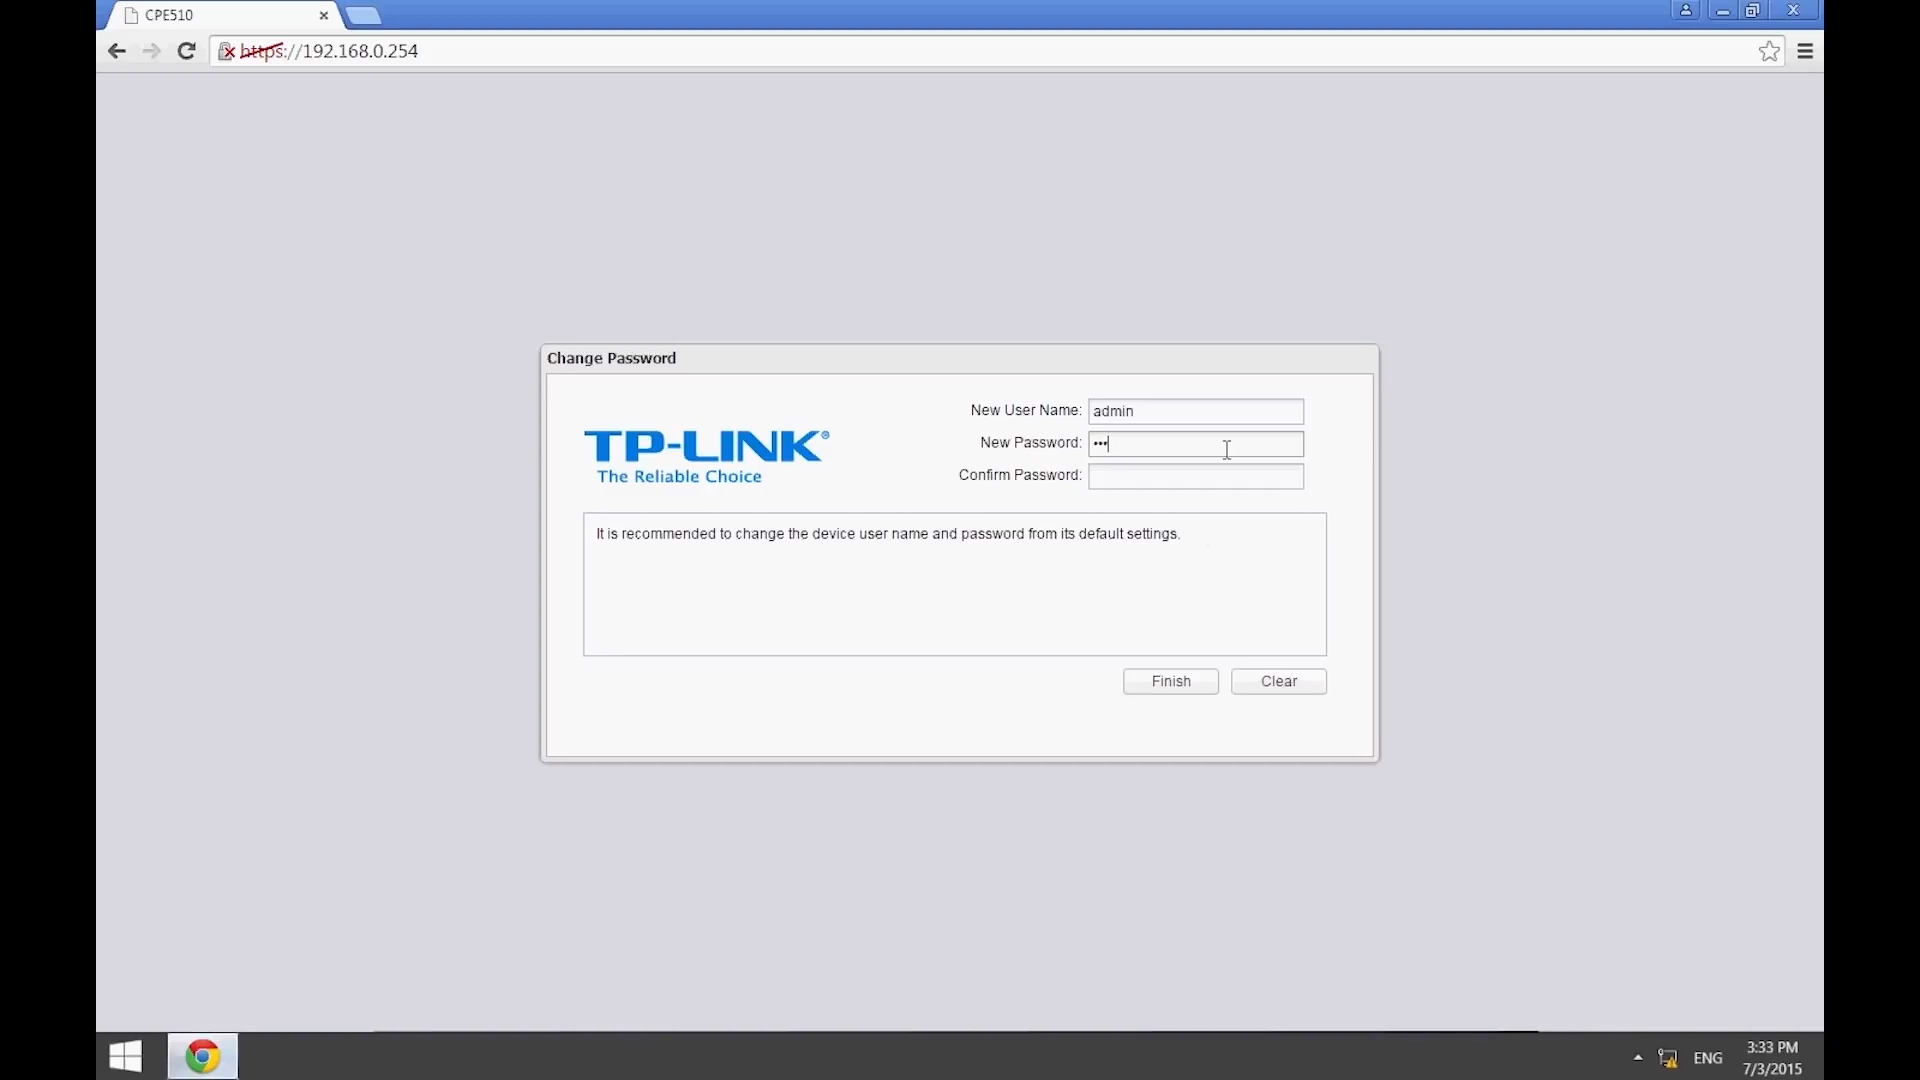 CPE510
https://192.168.0.254
Change Password
New User Name: admin
New Password: •••
Confirm Password:
TP-LINK®
The Reliable Choice
It is recommended to change the device user name and password from its default settings.
Finish Clear
ENG
3:33 PM
7/3/2015